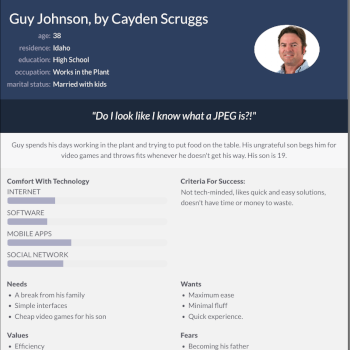 Guy Johnson, by Cayden Scruggs
age: 38
residence: Idaho
education: High School
occupation: Works in the Plant
marital status: Married with kids
"Do I look like I know what a JPEG is?!"
Guy spends his days working in the plant and trying to put food on the table. His ungrateful son begs him for
video games and throws fits whenever he doesn't get his way. His son is 19.
Comfort With Technology
INTERNET
SOFTWARE
MOBILE APPS
SOCIAL NETWORK
Criteria For Success:
Not tech-minded, likes quick and easy solutions,
doesn't have time or money to waste.
Needs
• A break from his family
• Simple interfaces
• Cheap video games for his son
Wants
• Maximum ease
• Minimal fluff
• Quick experience.
Values
• Efficiency
Fears
• Becoming his father